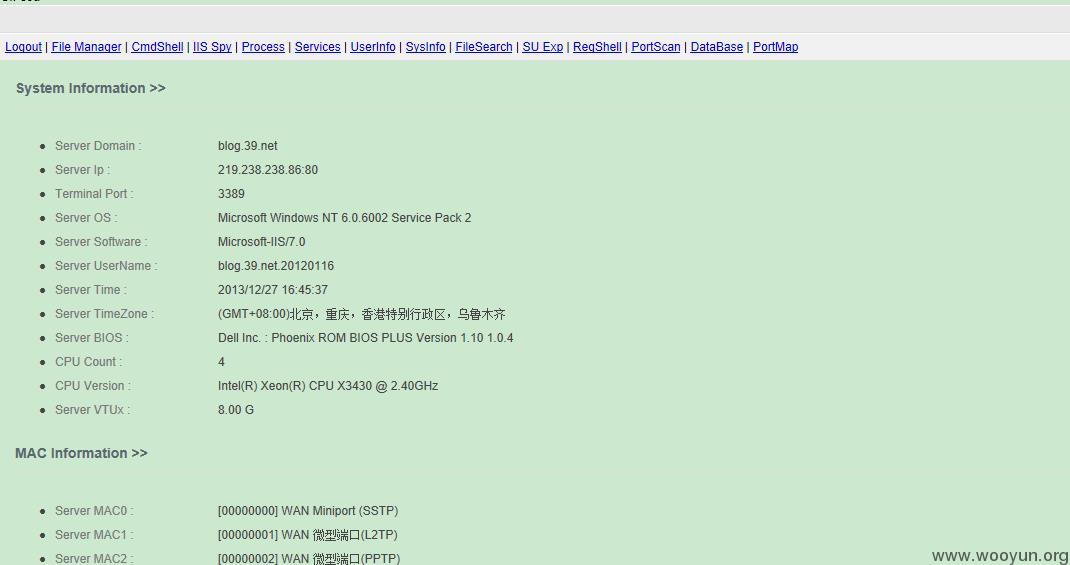 Logout | File Manager | CmdShell | IIS Spy | Process | Services | UserInfo | SysInfo | FileSearch | SU Exp | RegShell | PortScan | DataBase | PortMap
System Information >>
Server Domain : blog.39.net
Server Ip : 219.238.238.86:80
Terminal Port : 3389
Server OS : Microsoft Windows NT 6.0.6002 Service Pack 2
Server Software : Microsoft-IIS/7.0
Server UserName : blog.39.net.20120116
Server Time : 2013/12/27 16:45:37
Server TimeZone : (GMT+08:00)北京，重庆，香港特别行政区，乌鲁木齐
Server BIOS : Dell Inc. : Phoenix ROM BIOS PLUS Version 1.10 1.0.4
CPU Count : 4
CPU Version : Intel(R) Xeon(R) CPU X3430 @ 2.40GHz
Server VTUx : 8.00 G
MAC Information >>
Server MAC0 : [00000000] WAN Miniport (SSTP)
Server MAC1 : [00000001] WAN 微型端口(L2TP)
Server MAC2 : [00000002] WAN 微型端口(PPTP)
www.wooyun.org